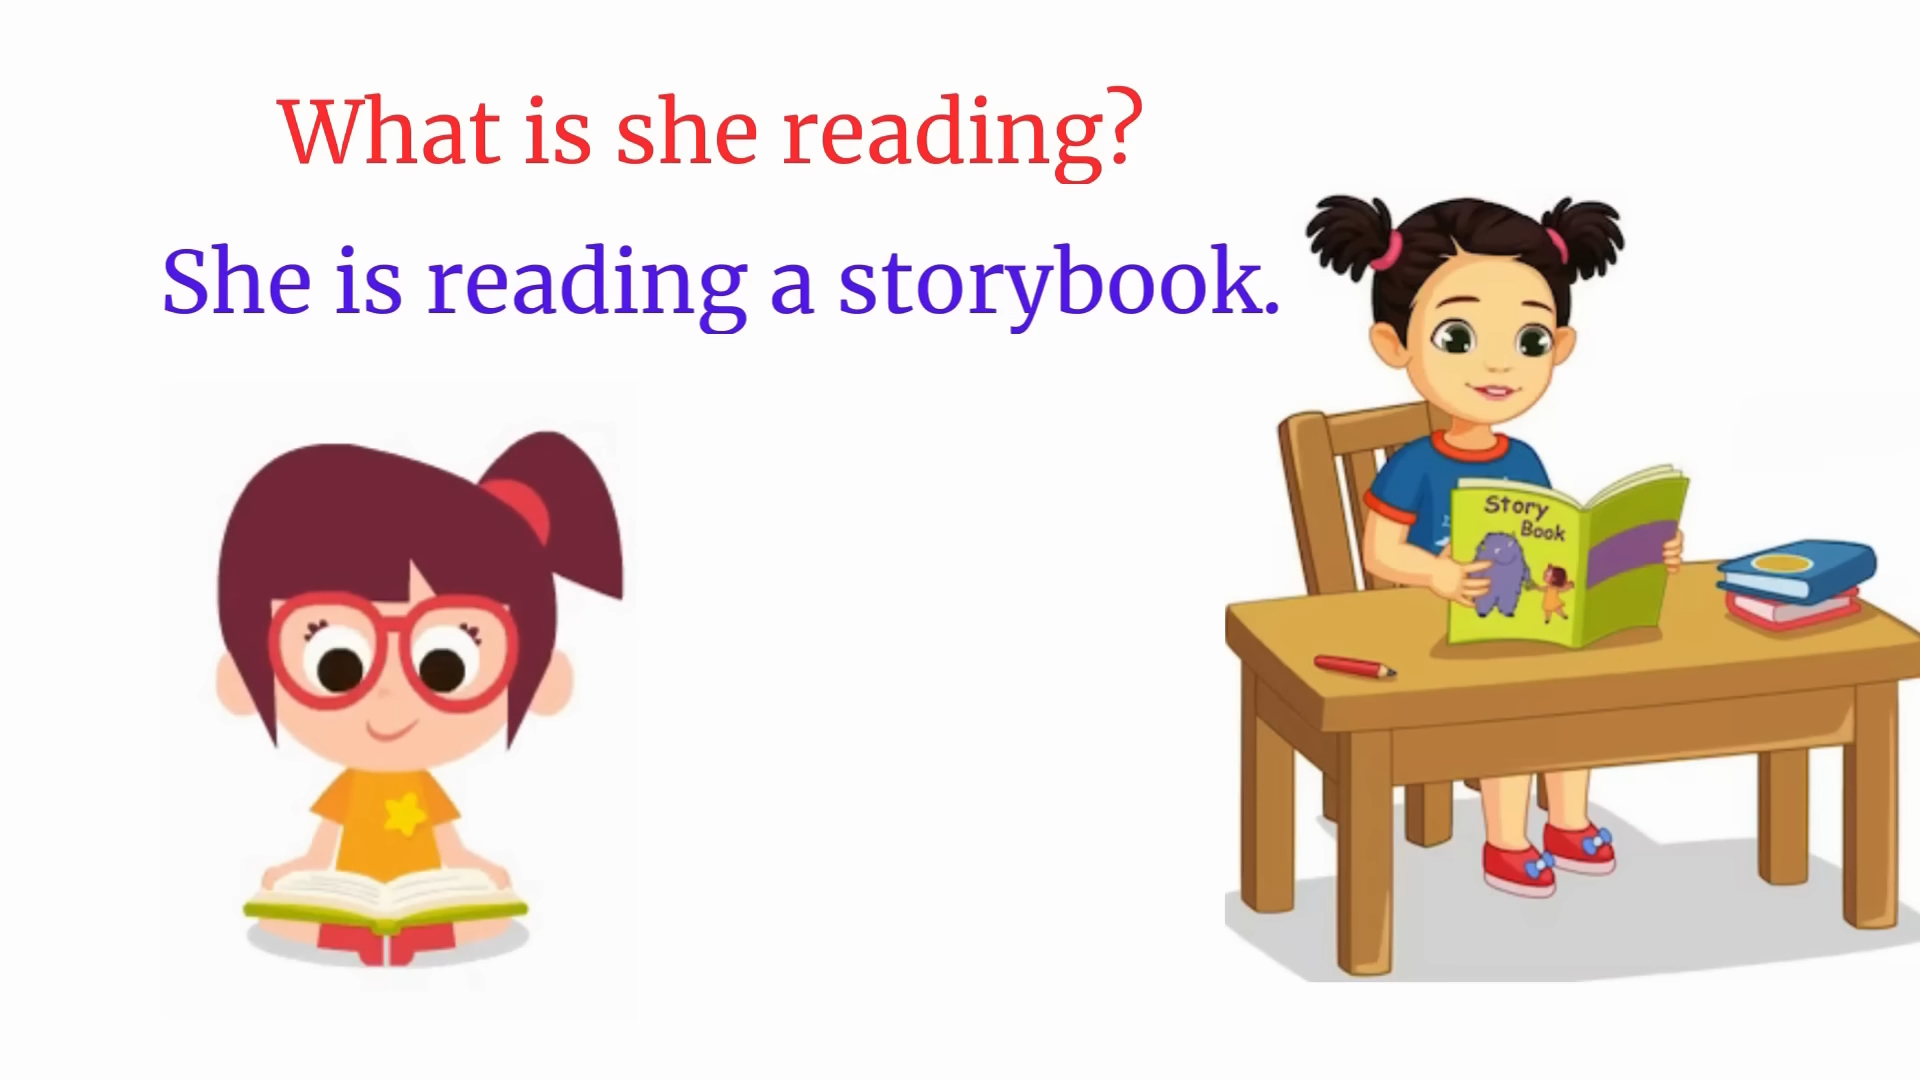 What is she reading?
She is reading a storybook.
Story
Book